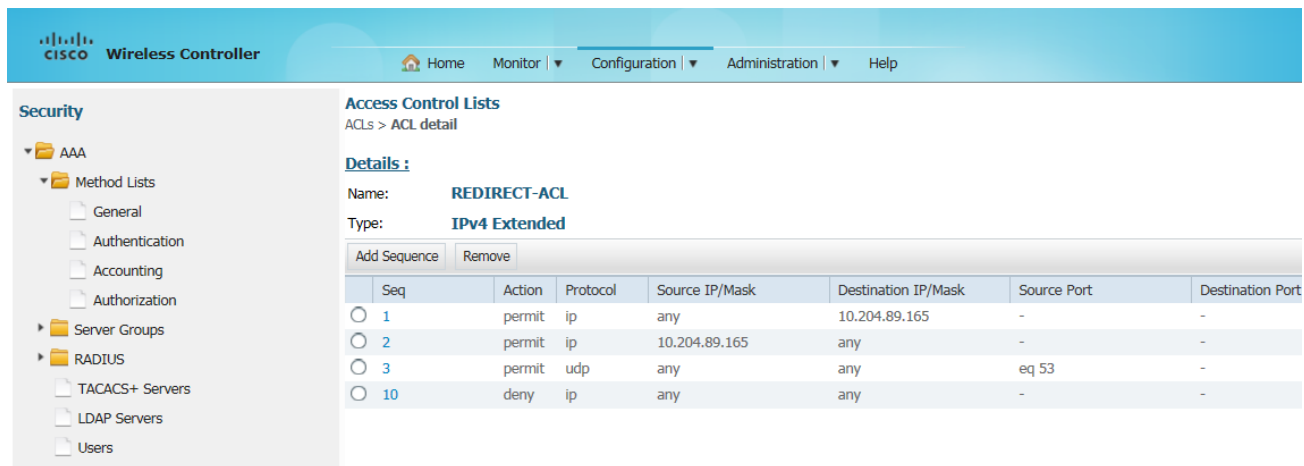 CISCO Wireless Controller
Home Monitor Configuration Administration Help
Security
AAA
Method Lists
General
Authentication
Accounting
Authorization
Server Groups
RADIUS
TACACS+ Servers
LDAP Servers
Users
Access Control Lists
ACLs > ACL detail
Details :
Name: REDIRECT-ACL
Type: IPv4 Extended
Add Sequence Remove
Seq Action Protocol Source IP/Mask Destination IP/Mask Source Port Destination Port
1 permit ip any 10.204.89.165 - -
2 permit ip 10.204.89.165 any - -
3 permit udp any any eq 53 -
10 deny ip any any - -